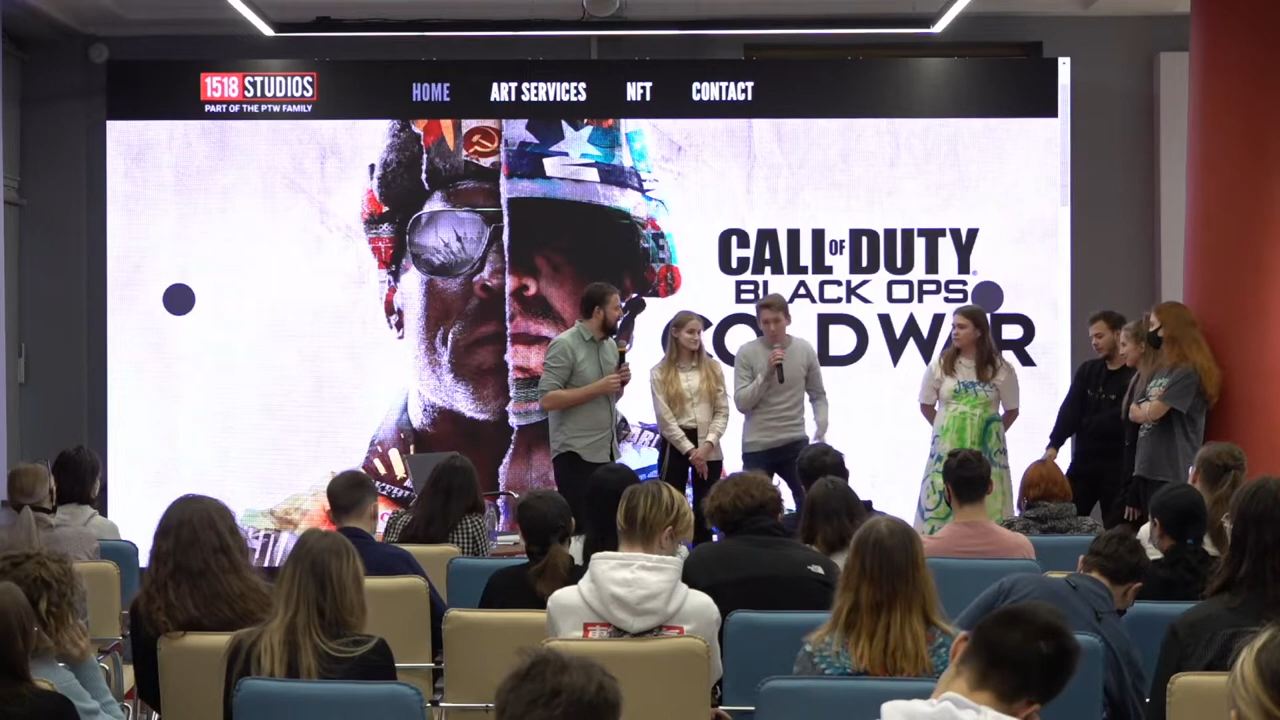 1518 STUDIOS
PART OF THE PTW FAMILY
HOME ART SERVICES NFT CONTACT
CALL OF DUTY
BLACK OPS
COLD WAR